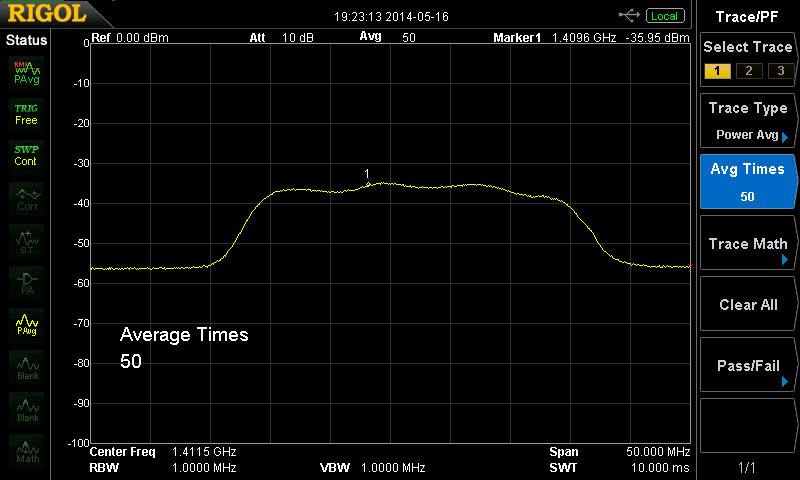 RIGOL
19:23:13 2014-05-16
Local
Trace/PF
Status
Ref 0.00 dBm
Att 10 dB
Avg 50
Marker1 1.4096 GHz -35.95 dBm
RMS
PAvg
TRIG
Free
SWP
Cont
Corr
S.T.
PA
PAvg
Blank
Blank
Math
0
-10
-20
-30
-40
-50
-60
-70
-80
-90
-100
1
Average Times
50
Center Freq 1.4115 GHz
Span 50.000 MHz
RBW 1.0000 MHz
VBW 1.0000 MHz
SWT 10.000 ms
Select Trace
1 2 3
Trace Type
Power Avg
Avg Times
50
Trace Math
Clear All
Pass/Fail
1/1